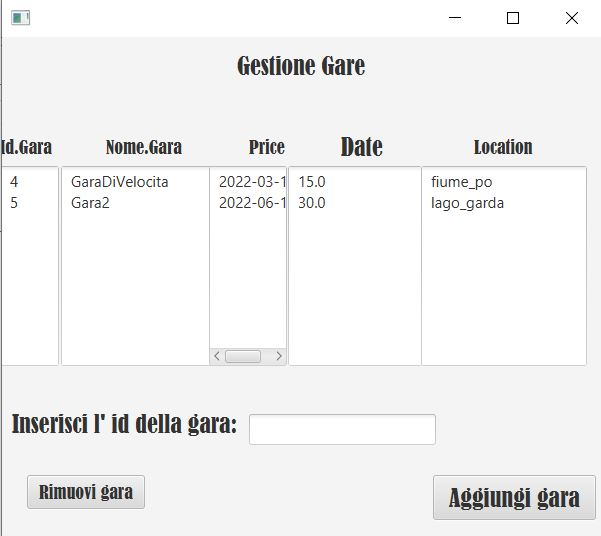 Gestione Gare
Id.Gara Nome.Gara Price Date Location
4 GaraDiVelocita 2022-03-1 15.0 fiume_po
5 Gara2 2022-06-1 30.0 lago_garda
Inserisci l' id della gara:
Rimuovi gara Aggiungi gara